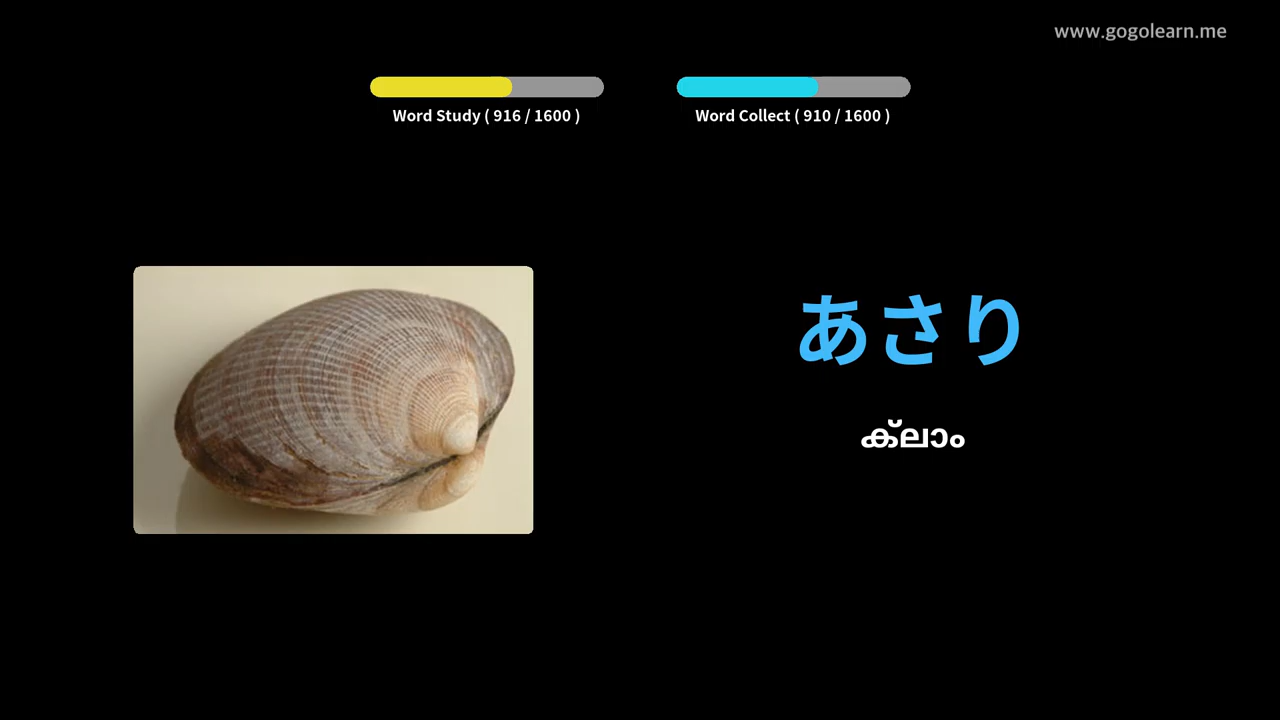 www.gogolearn.me
Word Study ( 916 / 1600 )
Word Collect ( 910 / 1600 )
あさり
ക്ലാം